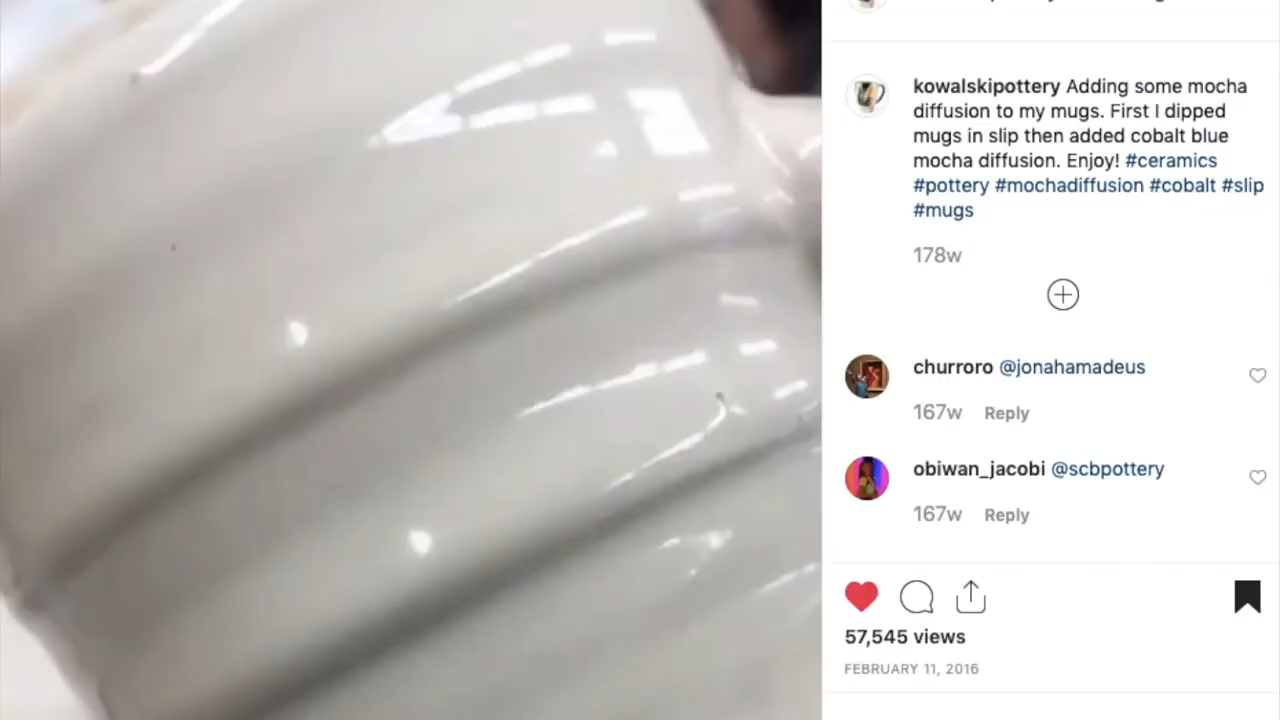 kowalskipottery Adding some mocha
diffusion to my mugs. First I dipped
mugs in slip then added cobalt blue
mocha diffusion. Enjoy! #ceramics
#pottery #mochadiffusion #cobalt #slip
#mugs
178w
churroro @jonahamadeus
167w Reply
obiwan_jacobi @scbpottery
167w Reply
57,545 views
FEBRUARY 11, 2016